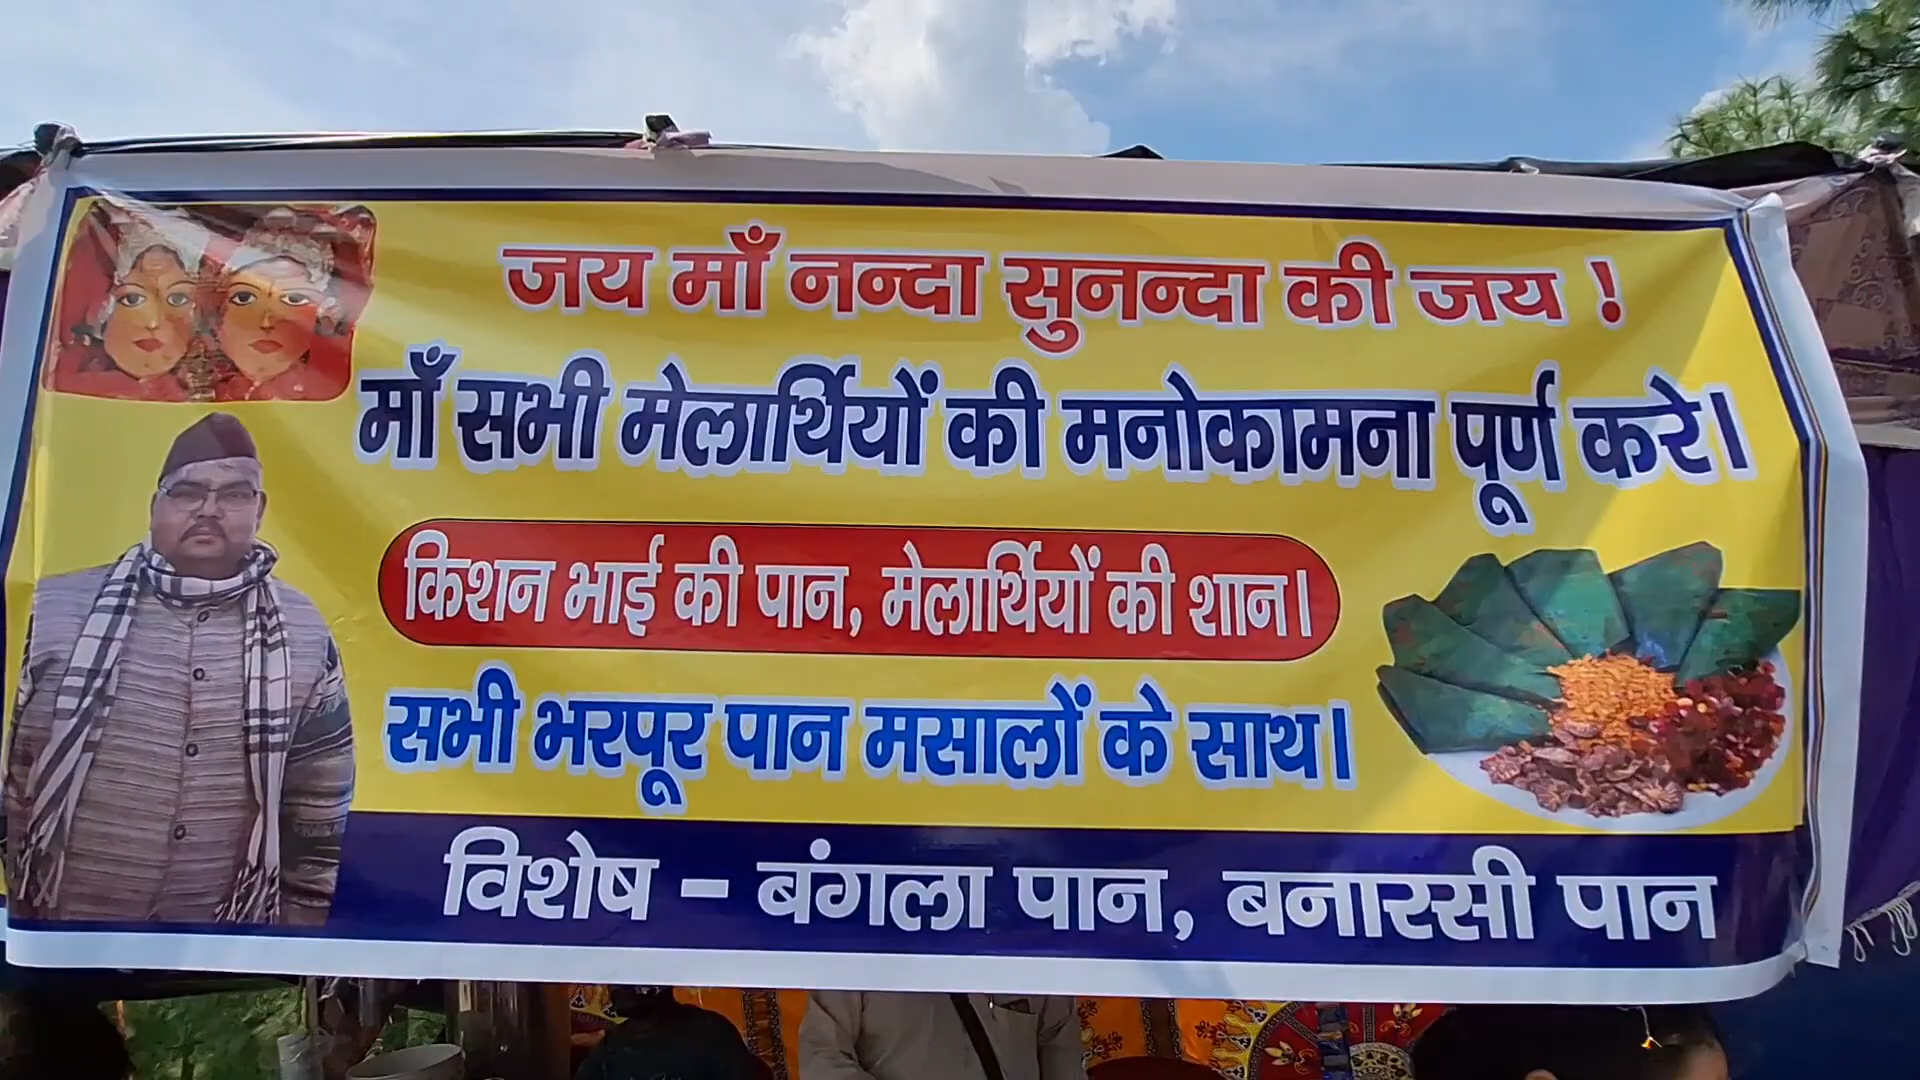 जय माँ नन्दा सुनन्दा की जय !
माँ सभी मेलार्थियों की मनोकामना पूर्ण करे।
किशन भाई की पान, मेलार्थियों की शान।
सभी भरपूर पान मसालों के साथ।
विशेष - बंगला पान, बनारसी पान